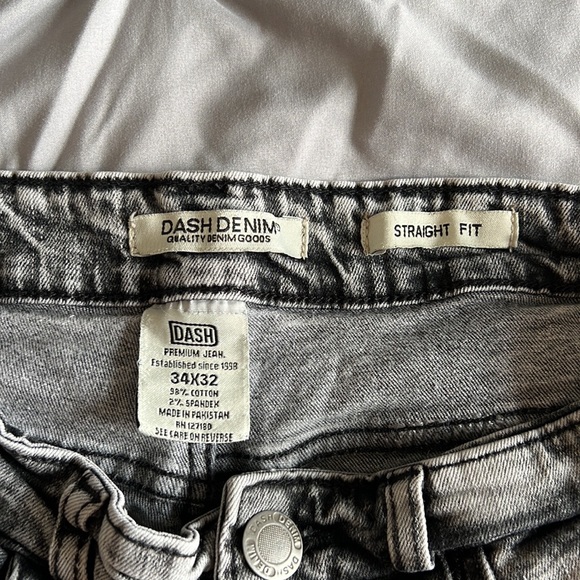 DASH DENIM®
QUALITY DENIM GOODS
STRAIGHT FIT
DASH
PREMIUM JEAN.
Established since 1998
34X32
98% COTTON
2% SPANDEX
MADE IN PAKISTAN
RN 127180
SEE CARE ON REVERSE
DASH DENIM